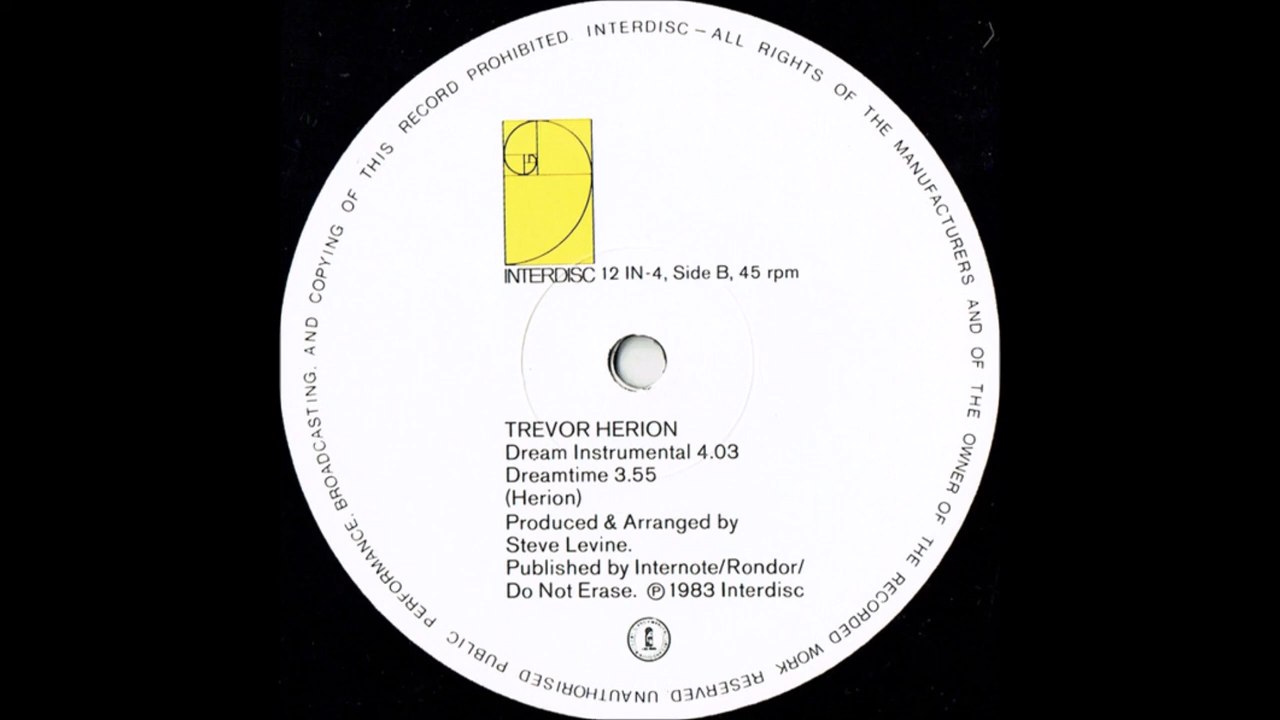 INTERDISC – ALL RIGHTS OF THE MANUFACTURERS AND OF THE OWNER OF THE RECORDED WORK RESERVED. UNAUTHORISED PUBLIC PERFORMANCE, BROADCASTING, AND COPYING OF THIS RECORD PROHIBITED
INTERDISC 12 IN-4, Side B, 45 rpm
TREVOR HERION
Dream Instrumental 4.03
Dreamtime 3.55
(Herion)
Produced & Arranged by
Steve Levine.
Published by Internote/Rondor/
Do Not Erase. ℗ 1983 Interdisc